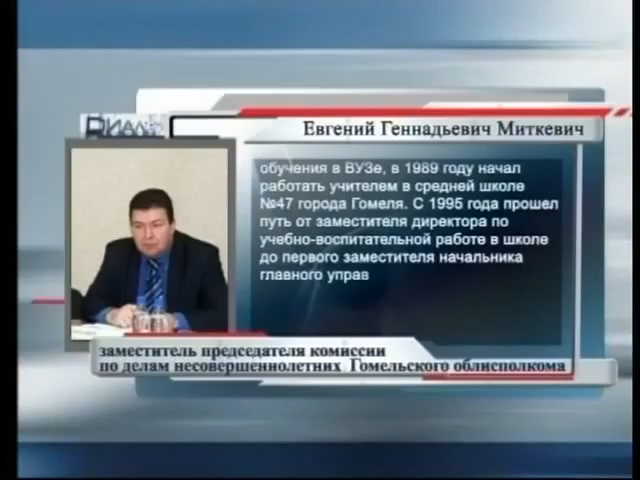 Евгений Геннадьевич Миткевич
обучения в ВУЗе, в 1989 году начал
работать учителем в средней школе
№47 города Гомеля. С 1995 года прошел
путь от заместителя директора по
учебно-воспитательной работе в школе
до первого заместителя начальника
главного управ
заместитель председателя комиссии
по делам несовершеннолетних Гомельского облисполкома